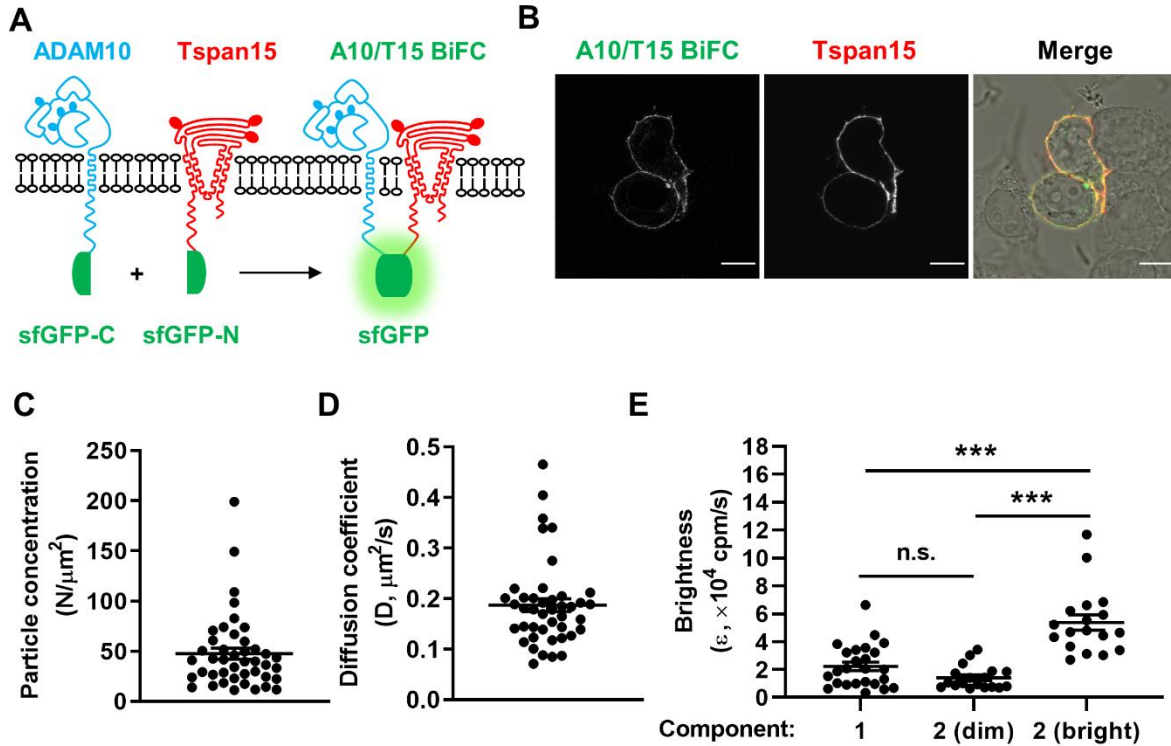 A
ADAM10 Tspan15 A10/T15 BiFC
+
sfGFP-C sfGFP-N sfGFP
B
A10/T15 BiFC Tspan15 Merge
C
Particle concentration
(N/μm²)
250
200
150
100
50
0
D
Diffusion coefficient
(D, μm²/s)
0.5
0.4
0.3
0.2
0.1
0.0
E
Brightness
(ε, ×10⁴ cpm/s)
18
16
14
12
10
8
6
4
2
0
***
***
n.s.
Component: 1 2 (dim) 2 (bright)